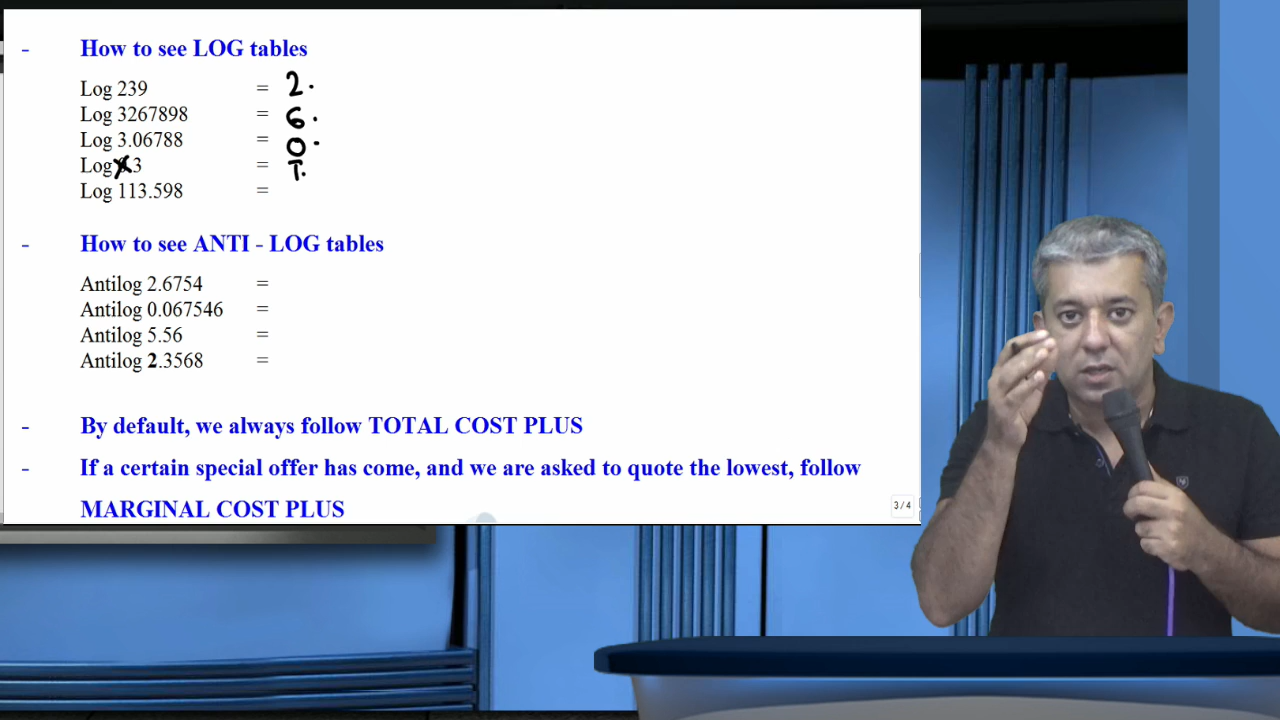 - How to see LOG tables
Log 239 = 2.
Log 3267898 = 6.
Log 3.06788 = 0.
Log .3 = 1̅.
Log 113.598 =
- How to see ANTI - LOG tables
Antilog 2.6754 =
Antilog 0.067546 =
Antilog 5.56 =
Antilog 2.3568 =
- By default, we always follow TOTAL COST PLUS
- If a certain special offer has come, and we are asked to quote the lowest, follow
MARGINAL COST PLUS
3 / 4